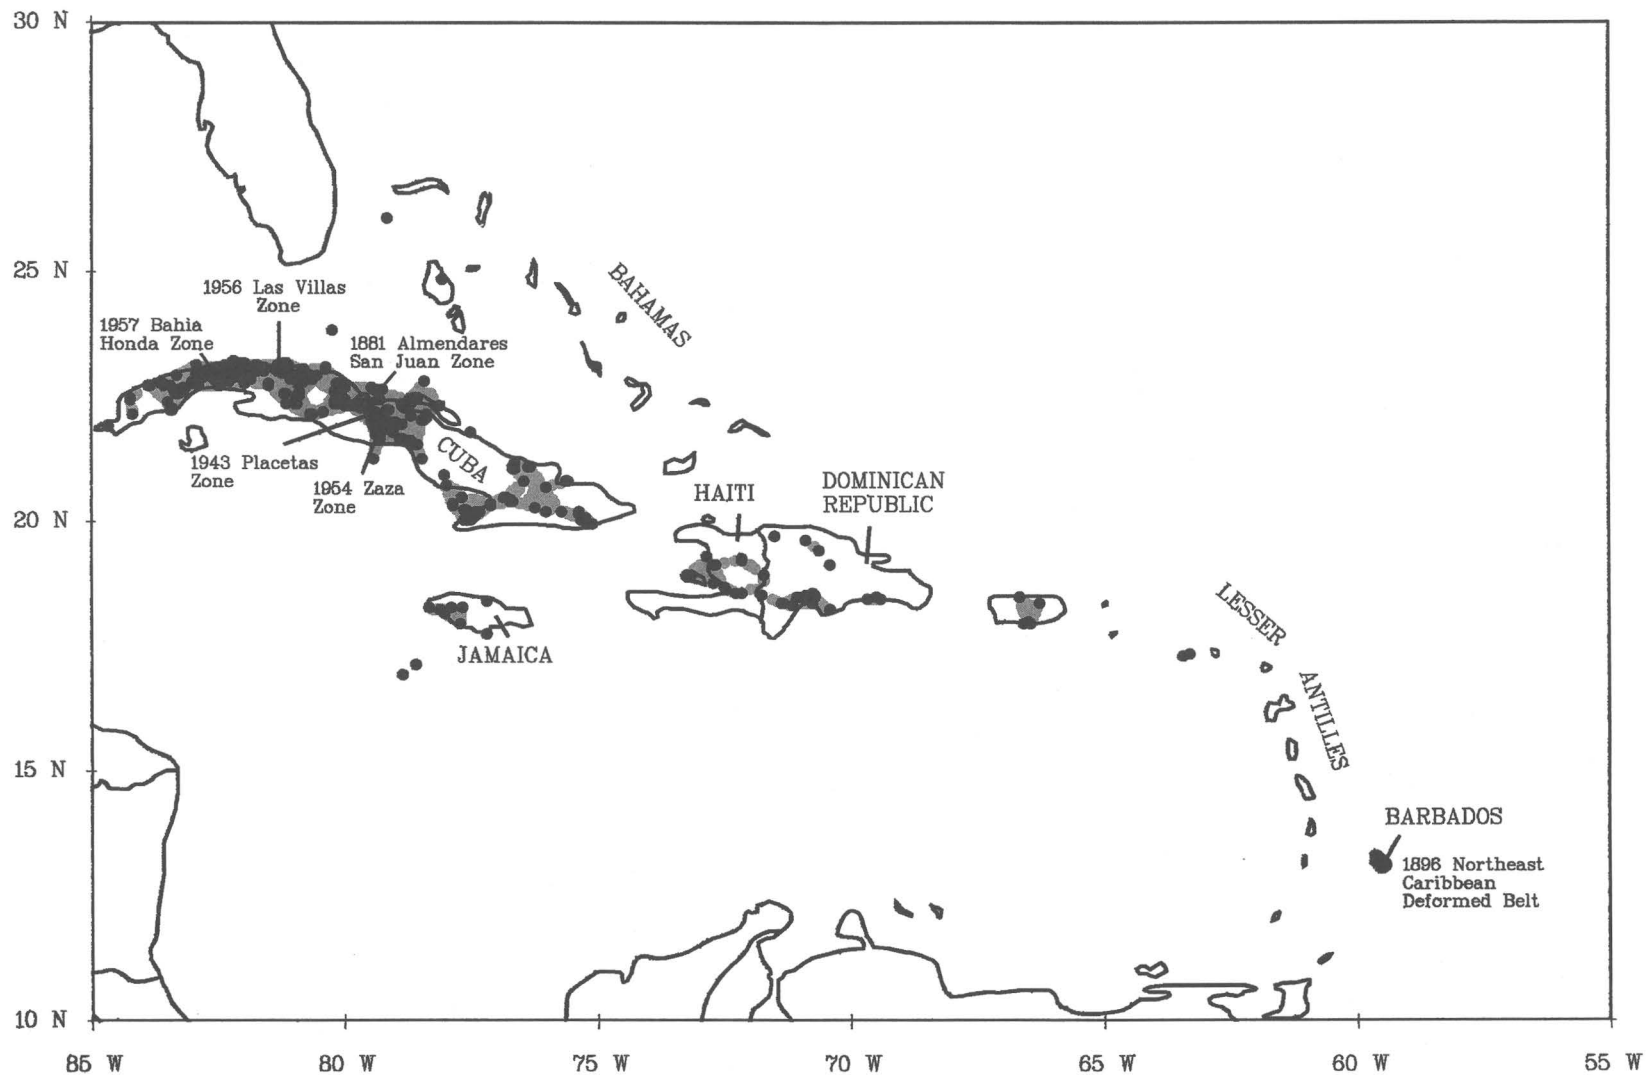 30 N
25 N
1956 Las Villas
Zone
1957 Bahia
Honda Zone
1881 Almendares
San Juan Zone
BAHAMAS
1943 Placetas
Zone
1954 Zaza
Zone
CUBA
HAITI
DOMINICAN
REPUBLIC
20 N
JAMAICA
LESSER
ANTILLES
15 N
BARBADOS
1896 Northeast
Caribbean
Deformed Belt
10 N
85 W
80 W
75 W
70 W
65 W
60 W
55 W